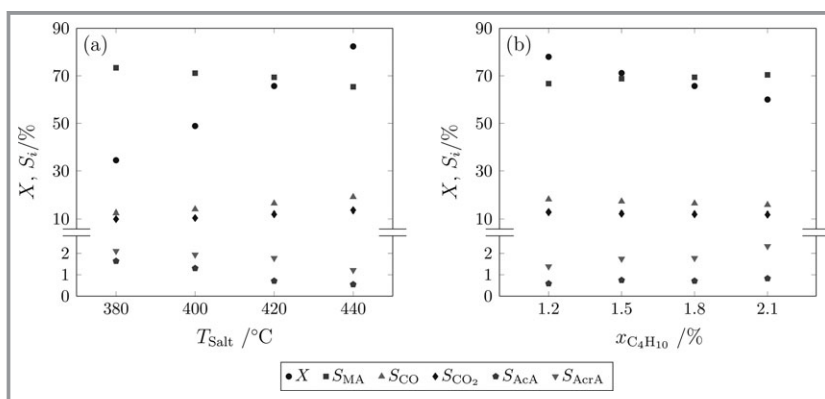 (a)
(b)
X, S_i/%
90
70
50
30
10
2
1
0
380 400 420 440
T_Salt /°C
X, S_i/%
90
70
50
30
10
2
1
0
1.2 1.5 1.8 2.1
x_C₄H₁₀ /%
X S_MA S_CO S_CO₂ S_AcA S_AcrA